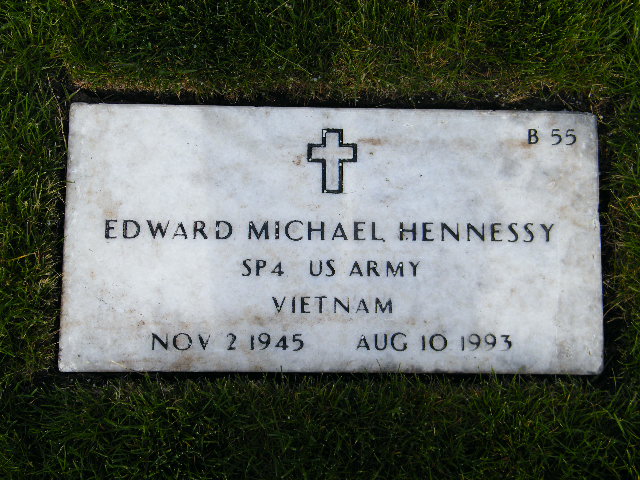 B 55
EDWARD MICHAEL HENNESSY
SP4 US ARMY
VIETNAM
NOV 2 1945 AUG 10 1993